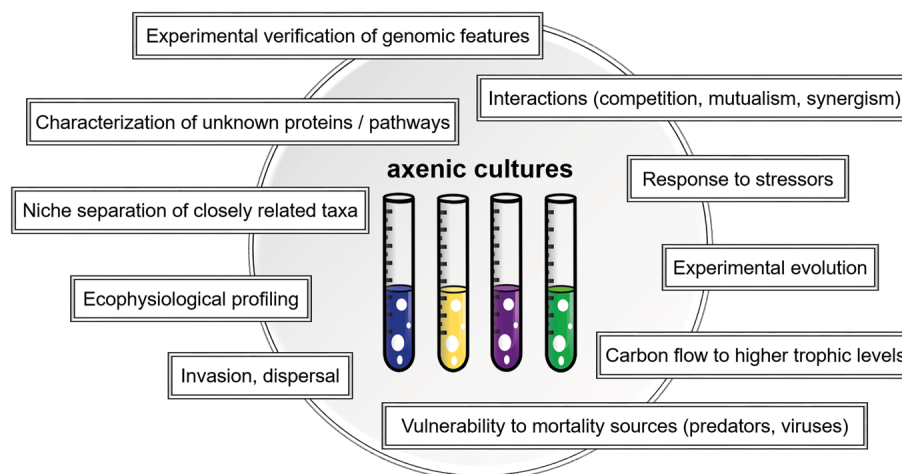 Experimental verification of genomic features
Interactions (competition, mutualism, synergism)
Characterization of unknown proteins / pathways
axenic cultures
Response to stressors
Niche separation of closely related taxa
Experimental evolution
Ecophysiological profiling
Carbon flow to higher trophic levels
Invasion, dispersal
Vulnerability to mortality sources (predators, viruses)